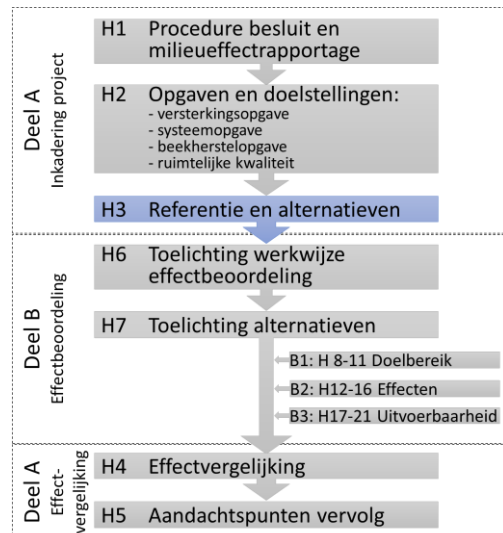 Deel A
Inkadering project
H1 Procedure besluit en
milieueffectrapportage
H2 Opgaven en doelstellingen:
- versterkingsopgave
- systeemopgave
- beekherstelopgave
- ruimtelijke kwaliteit
H3 Referentie en alternatieven
Deel B
Effectbeoordeling
H6 Toelichting werkwijze
effectbeoordeling
H7 Toelichting alternatieven
B1: H 8-11 Doelbereik
B2: H12-16 Effecten
B3: H17-21 Uitvoerbaarheid
Deel A
Effect-
vergelijking
H4 Effectvergelijking
H5 Aandachtspunten vervolg